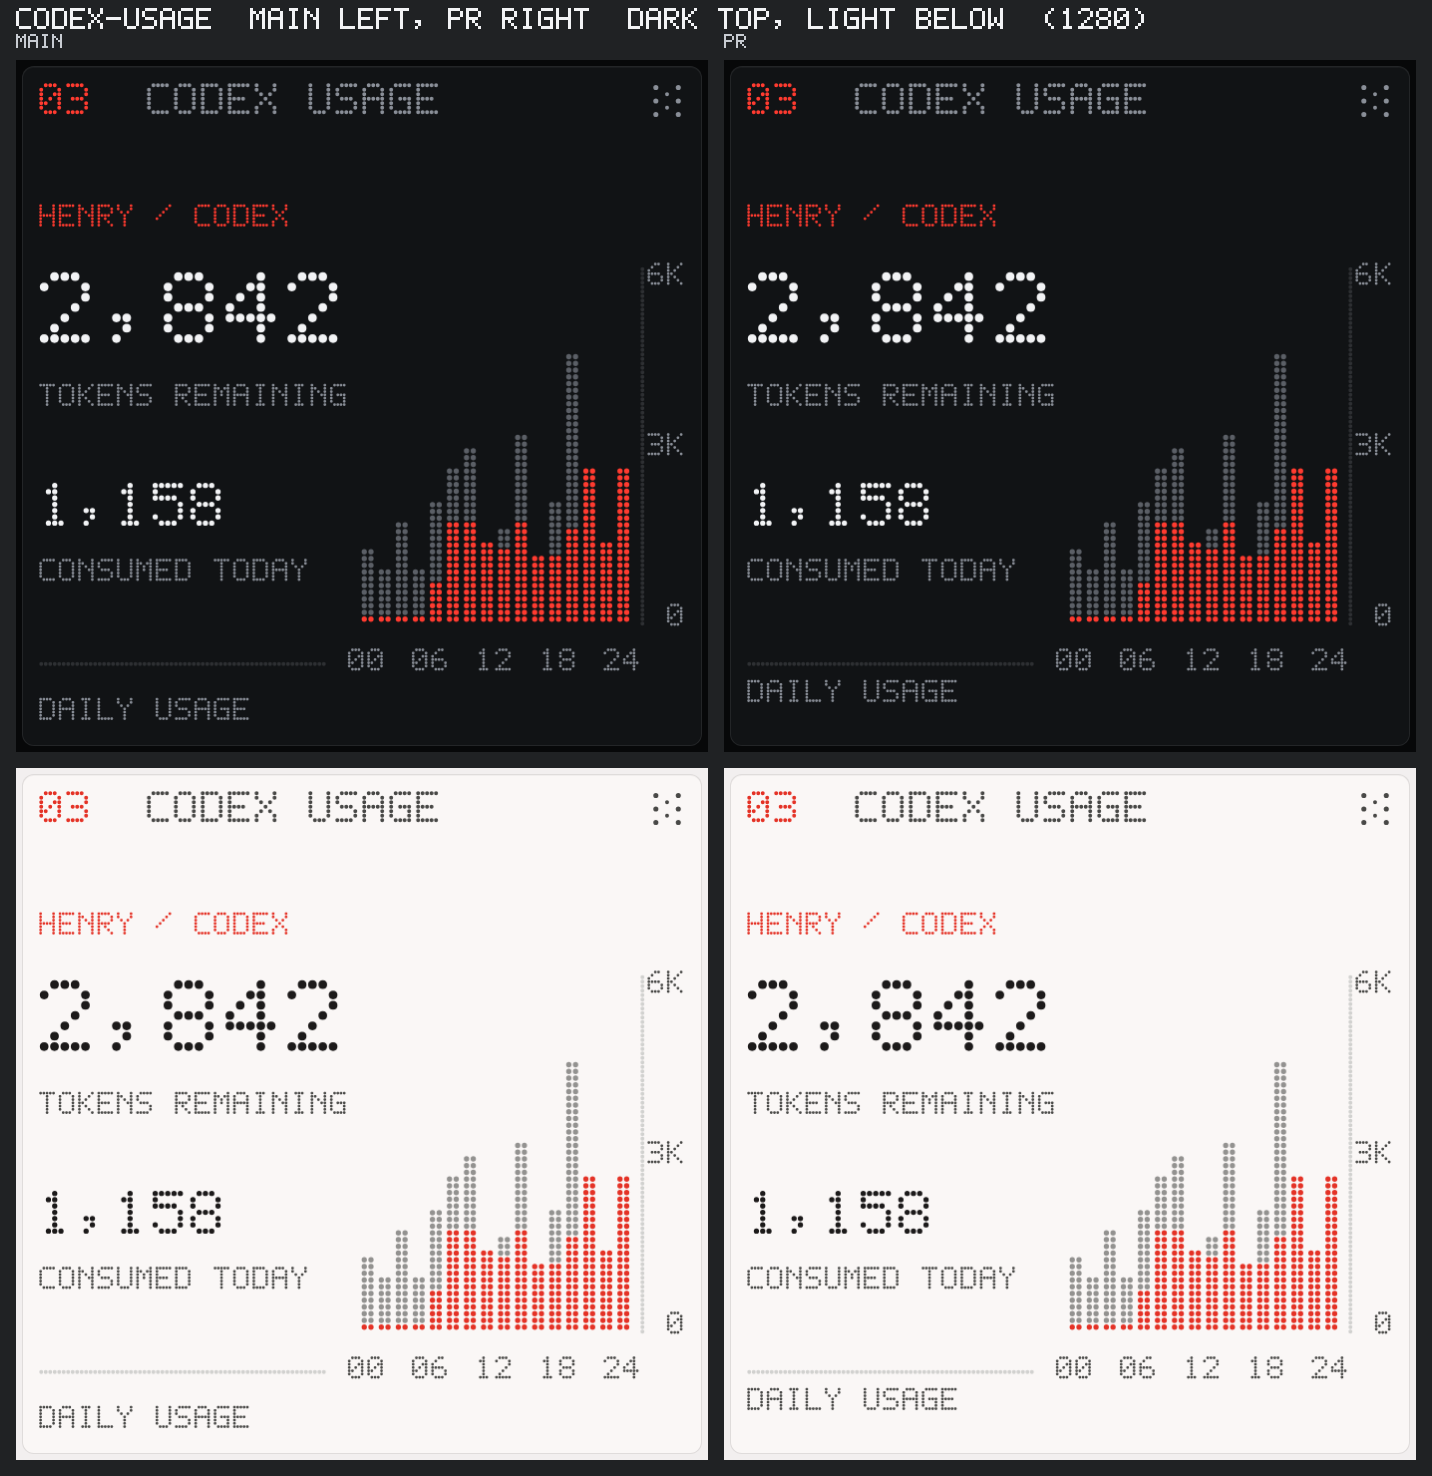 CODEX-USAGE  MAIN LEFT, PR RIGHT  DARK TOP, LIGHT BELOW  (1280)
MAIN
03 CODEX USAGE
HENRY / CODEX
2,842
TOKENS REMAINING
1,158
CONSUMED TODAY
6K
3K
0
00 06 12 18 24
DAILY USAGE
PR
03 CODEX USAGE
HENRY / CODEX
2,842
TOKENS REMAINING
1,158
CONSUMED TODAY
6K
3K
0
00 06 12 18 24
DAILY USAGE
03 CODEX USAGE
HENRY / CODEX
2,842
TOKENS REMAINING
1,158
CONSUMED TODAY
6K
3K
0
00 06 12 18 24
DAILY USAGE
03 CODEX USAGE
HENRY / CODEX
2,842
TOKENS REMAINING
1,158
CONSUMED TODAY
6K
3K
0
00 06 12 18 24
DAILY USAGE